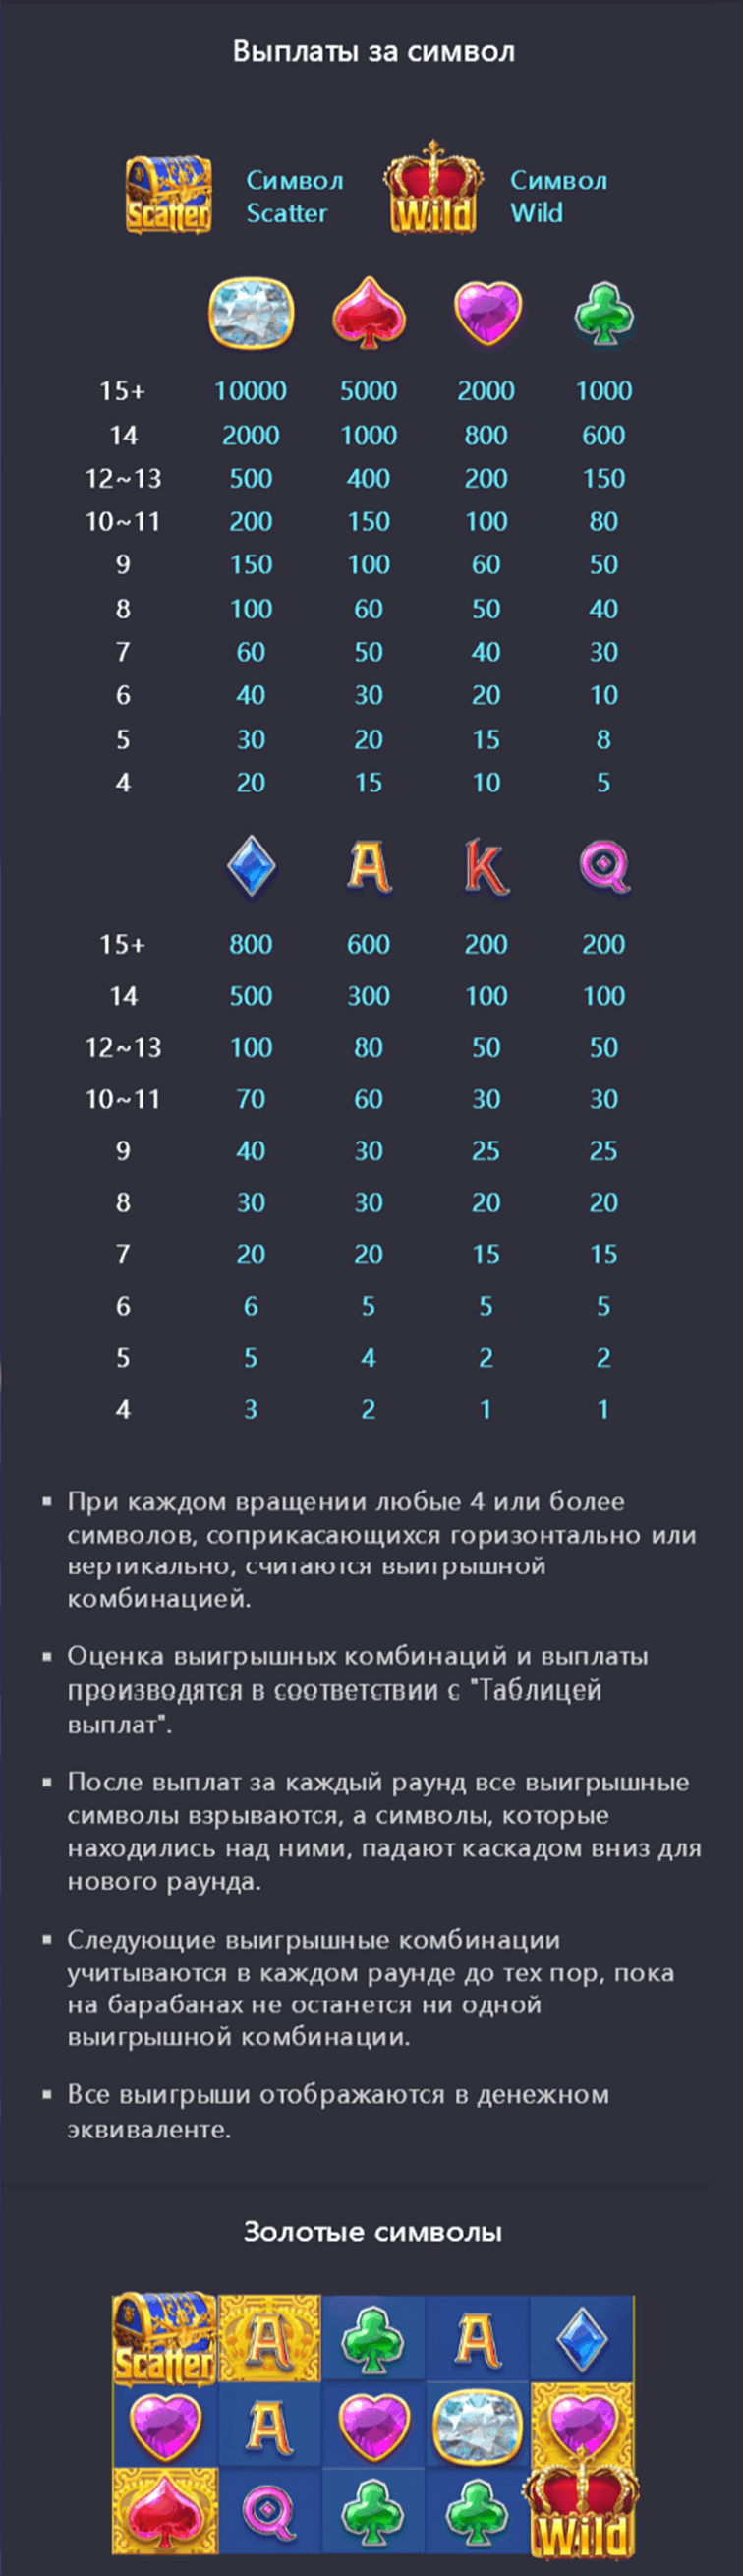 Выплаты за символ
Символ Символ
Scatter Scatter Wild Wild
15+ 10000 5000 2000 1000
14 2000 1000 800 600
12~13 500 400 200 150
10~11 200 150 100 80
9 150 100 60 50
8 100 60 50 40
7 60 50 40 30
6 40 30 20 10
5 30 20 15 8
4 20 15 10 5
A K Q
15+ 800 600 200 200
14 500 300 100 100
12~13 100 80 50 50
10~11 70 60 30 30
9 40 30 25 25
8 30 30 20 20
7 20 20 15 15
6 6 5 5 5
5 5 4 2 2
4 3 2 1 1
▪ При каждом вращении любые 4 или более
символов, соприкасающихся горизонтально или
вертикально, считаются выигрышной
комбинацией.
▪ Оценка выигрышных комбинаций и выплаты
производятся в соответствии с "Таблицей
выплат".
▪ После выплат за каждый раунд все выигрышные
символы взрываются, а символы, которые
находились над ними, падают каскадом вниз для
нового раунда.
▪ Следующие выигрышные комбинации
учитываются в каждом раунде до тех пор, пока
на барабанах не останется ни одной
выигрышной комбинации.
▪ Все выигрыши отображаются в денежном
эквиваленте.
Золотые символы
Scatter A A
A
Q Wild